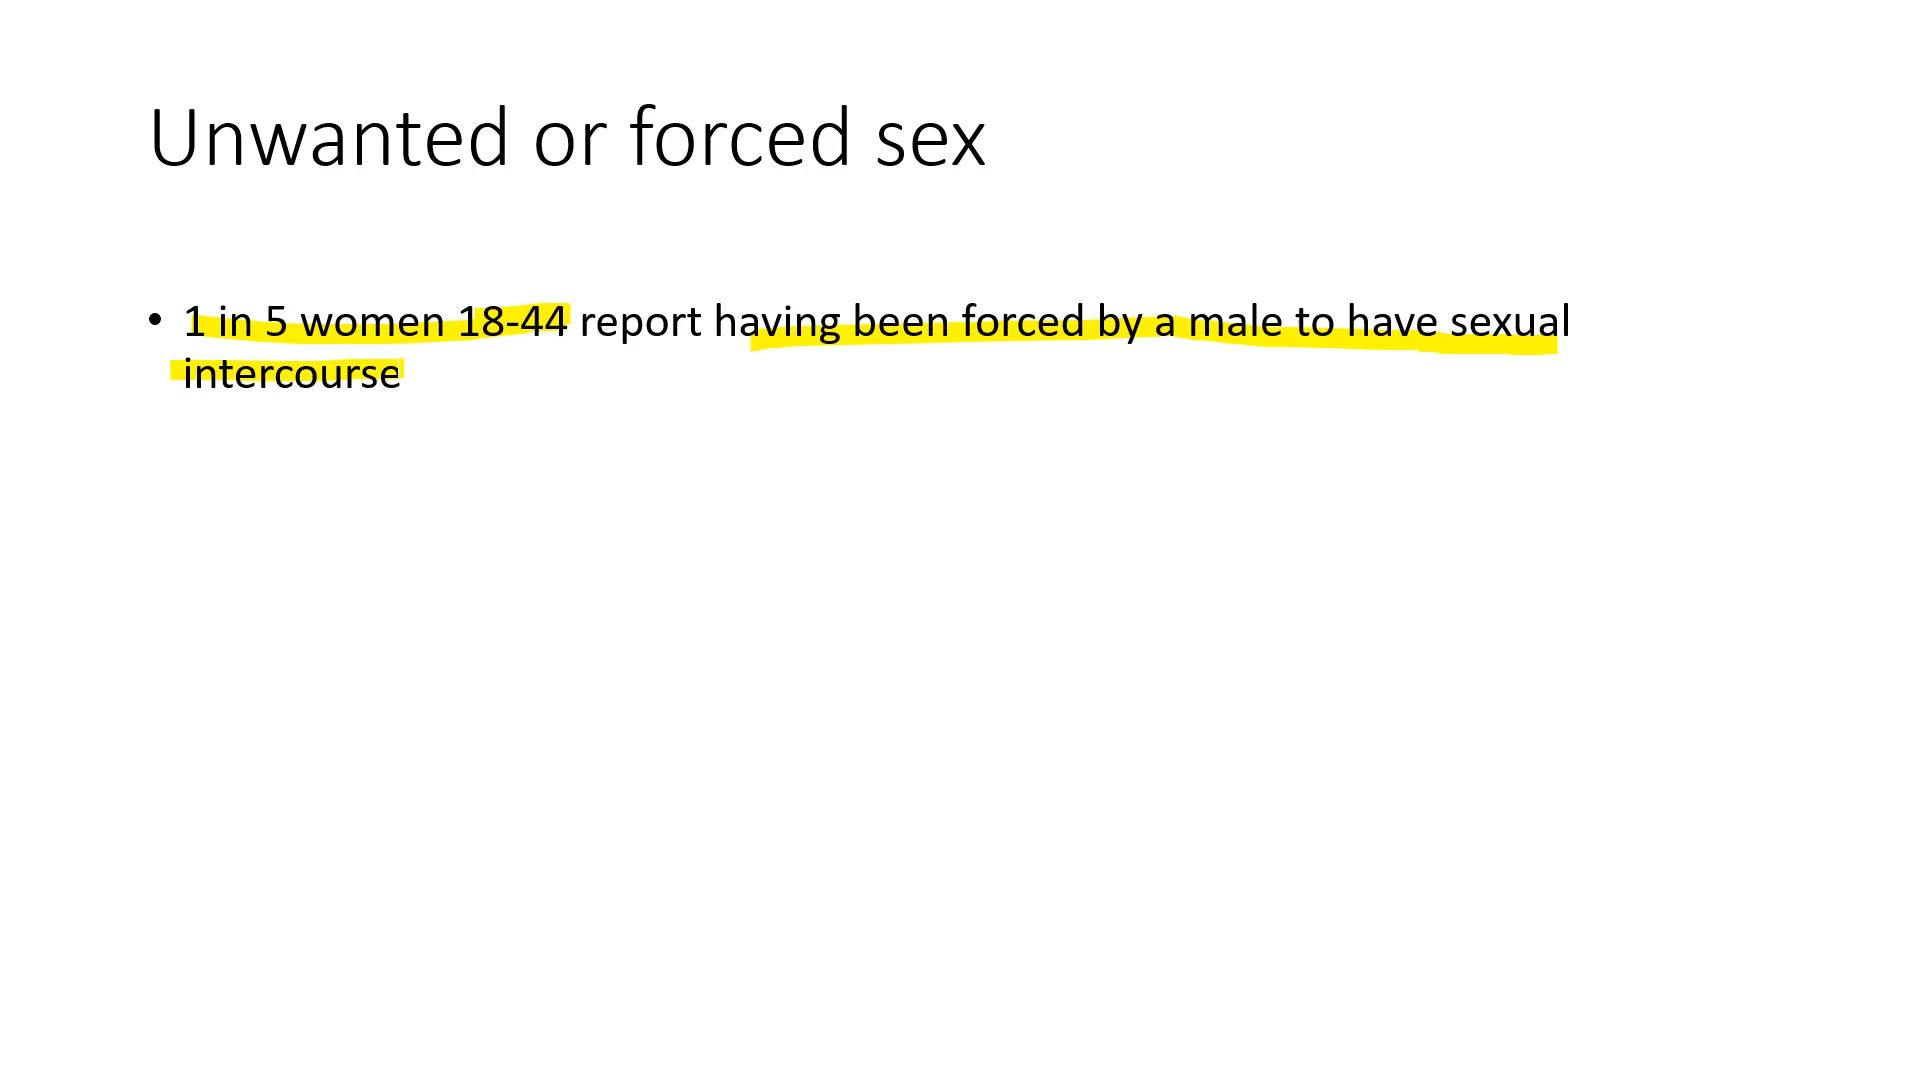 Unwanted or forced sex
• 1 in 5 women 18-44 report having been forced by a male to have sexual
intercourse